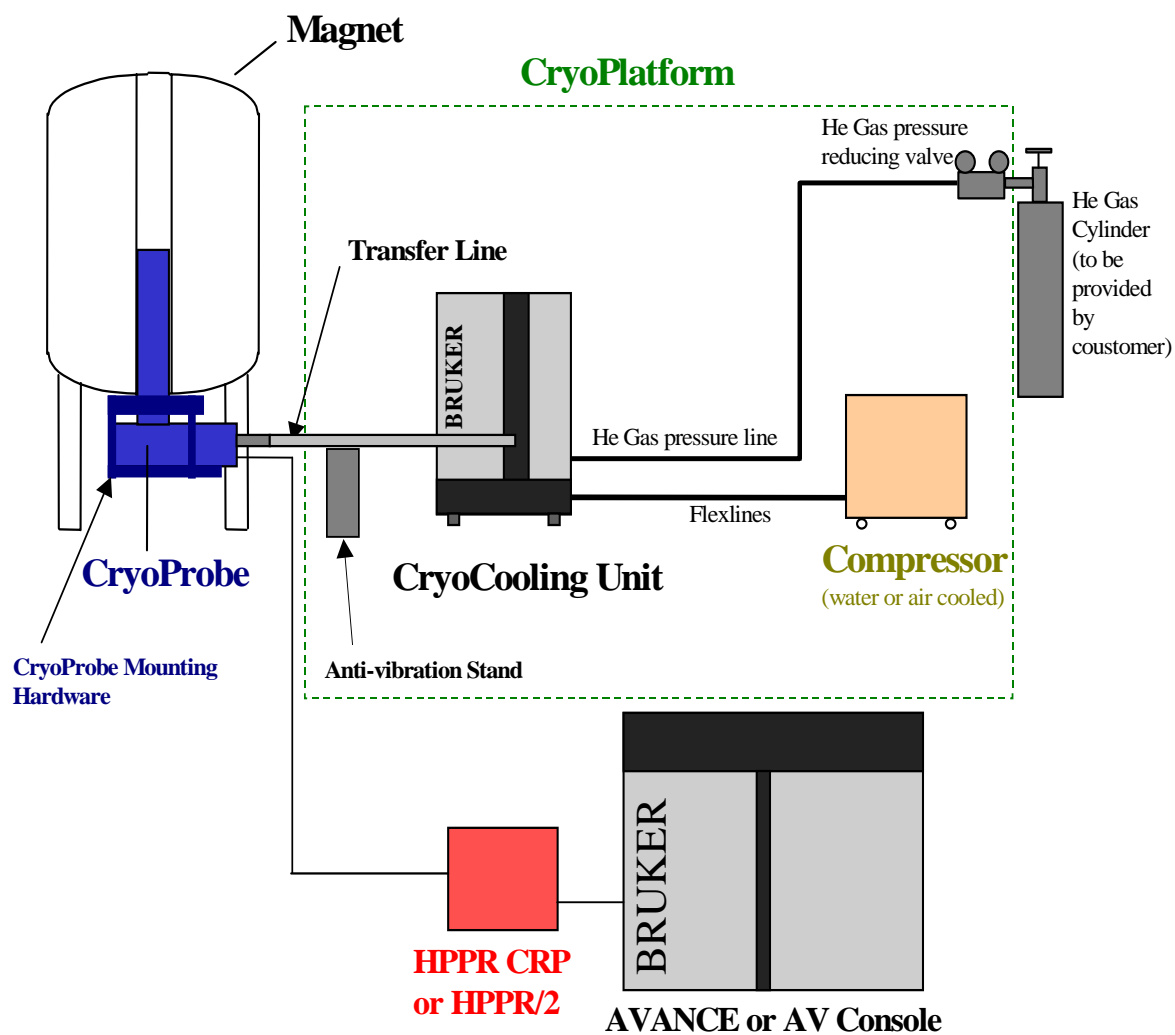 Magnet
CryoPlatform
He Gas pressure
reducing valve
He Gas
Cylinder
(to be
provided
by
coustomer)
Transfer Line
BRUKER
He Gas pressure line
Flexlines
CryoProbe
CryoCooling Unit
Compressor
(water or air cooled)
CryoProbe Mounting
Hardware
Anti-vibration Stand
BRUKER
HPPR CRP
or HPPR/2
AVANCE or AV Console